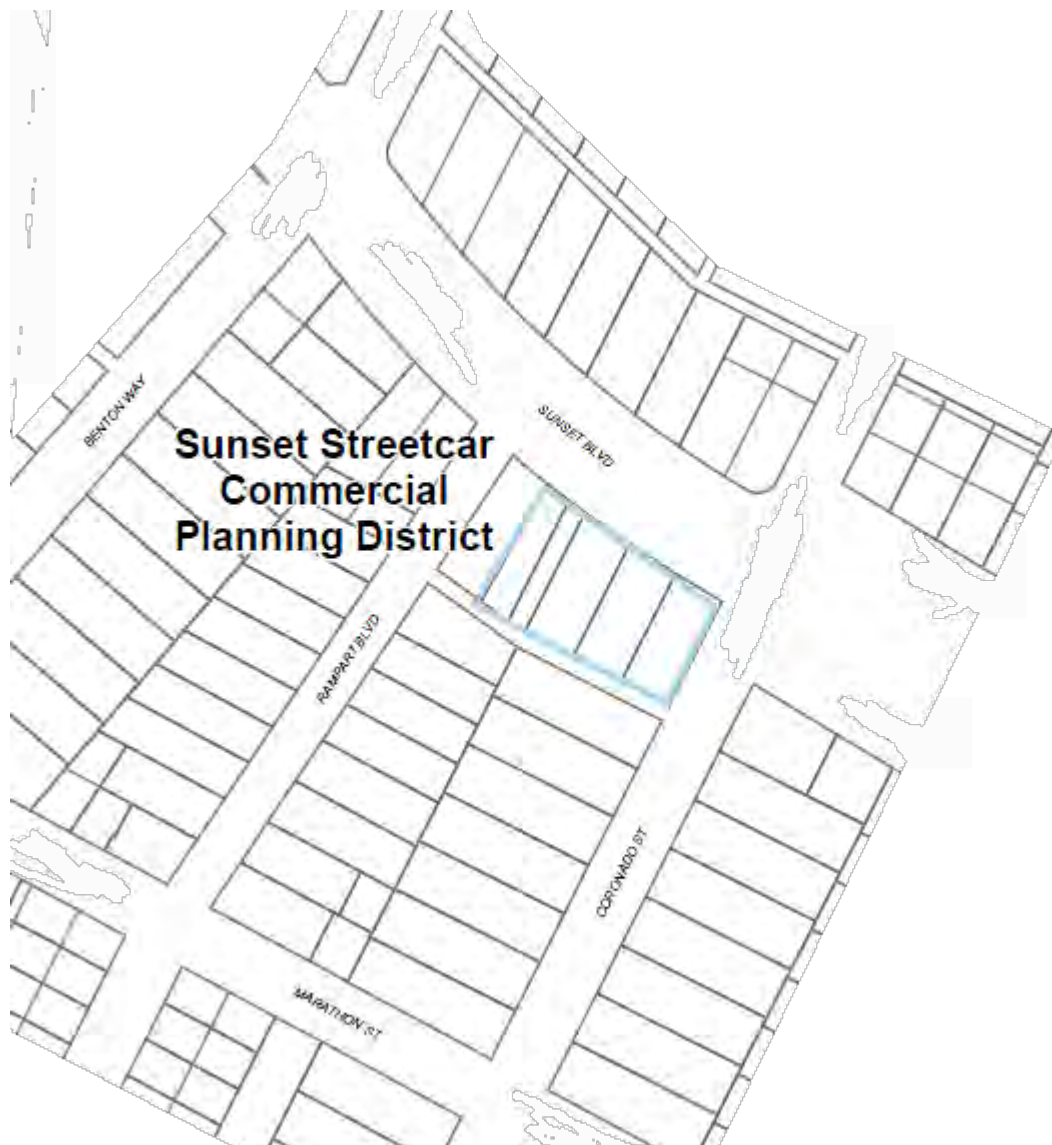 SUNSET BLVD
BENTON WAY
Sunset Streetcar
Commercial
Planning District
RAMPART BLVD
CORONADO ST
MARATHON ST